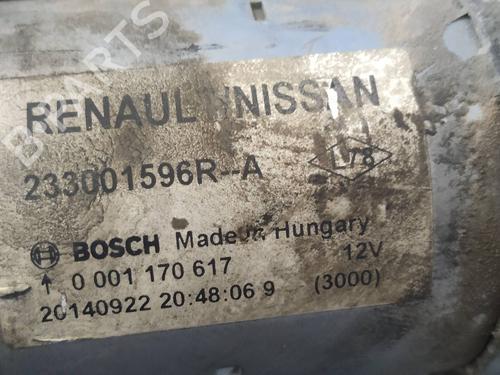 B-PARTS
RENAULT/NISSAN
233001596R--A
L78
BOSCH Made in Hungary
0 001 170 617 12V
20140922 20:48:06 9 (3000)